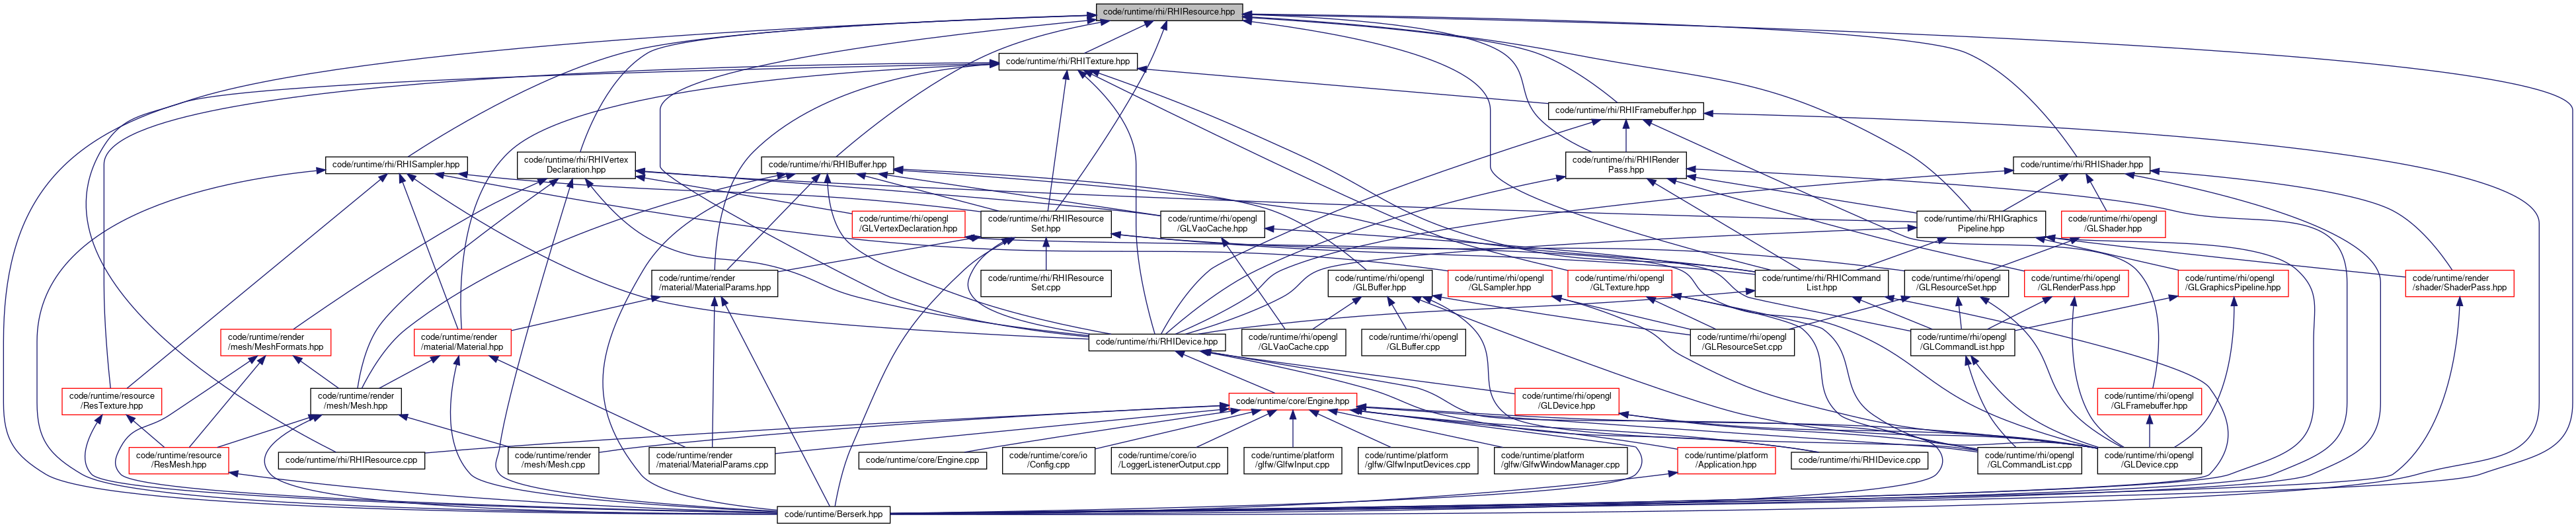 code/runtime/rhi/RHIResource.hpp
code/runtime/rhi/RHITexture.hpp
code/runtime/rhi/RHIFramebuffer.hpp
code/runtime/rhi/RHISampler.hpp
code/runtime/rhi/RHIVertex
Declaration.hpp
code/runtime/rhi/RHIBuffer.hpp
code/runtime/rhi/RHIRender
Pass.hpp
code/runtime/rhi/RHIShader.hpp
code/runtime/rhi/opengl
/GLVertexDeclaration.hpp
code/runtime/rhi/RHIResource
Set.hpp
code/runtime/rhi/opengl
/GLVaoCache.hpp
code/runtime/rhi/RHIGraphics
Pipeline.hpp
code/runtime/rhi/opengl
/GLShader.hpp
code/runtime/render
/material/MaterialParams.hpp
code/runtime/rhi/RHIResource
Set.cpp
code/runtime/rhi/opengl
/GLBuffer.hpp
code/runtime/rhi/opengl
/GLSampler.hpp
code/runtime/rhi/opengl
/GLTexture.hpp
code/runtime/rhi/RHICommand
List.hpp
code/runtime/rhi/opengl
/GLResourceSet.hpp
code/runtime/rhi/opengl
/GLRenderPass.hpp
code/runtime/rhi/opengl
/GLGraphicsPipeline.hpp
code/runtime/render
/shader/ShaderPass.hpp
code/runtime/render
/mesh/MeshFormats.hpp
code/runtime/render
/material/Material.hpp
code/runtime/rhi/RHIDevice.hpp
code/runtime/rhi/opengl
/GLVaoCache.cpp
code/runtime/rhi/opengl
/GLBuffer.cpp
code/runtime/rhi/opengl
/GLResourceSet.cpp
code/runtime/rhi/opengl
/GLCommandList.hpp
code/runtime/resource
/ResTexture.hpp
code/runtime/render
/mesh/Mesh.hpp
code/runtime/core/Engine.hpp
code/runtime/rhi/opengl
/GLDevice.hpp
code/runtime/rhi/opengl
/GLFramebuffer.hpp
code/runtime/resource
/ResMesh.hpp
code/runtime/rhi/RHIResource.cpp
code/runtime/render
/mesh/Mesh.cpp
code/runtime/render
/material/MaterialParams.cpp
code/runtime/core/Engine.cpp
code/runtime/core/io
/Config.cpp
code/runtime/core/io
/LoggerListenerOutput.cpp
code/runtime/platform
/glfw/GlfwInput.cpp
code/runtime/platform
/glfw/GlfwInputDevices.cpp
code/runtime/platform
/glfw/GlfwWindowManager.cpp
code/runtime/platform
/Application.hpp
code/runtime/rhi/RHIDevice.cpp
code/runtime/rhi/opengl
/GLCommandList.cpp
code/runtime/rhi/opengl
/GLDevice.cpp
code/runtime/Berserk.hpp